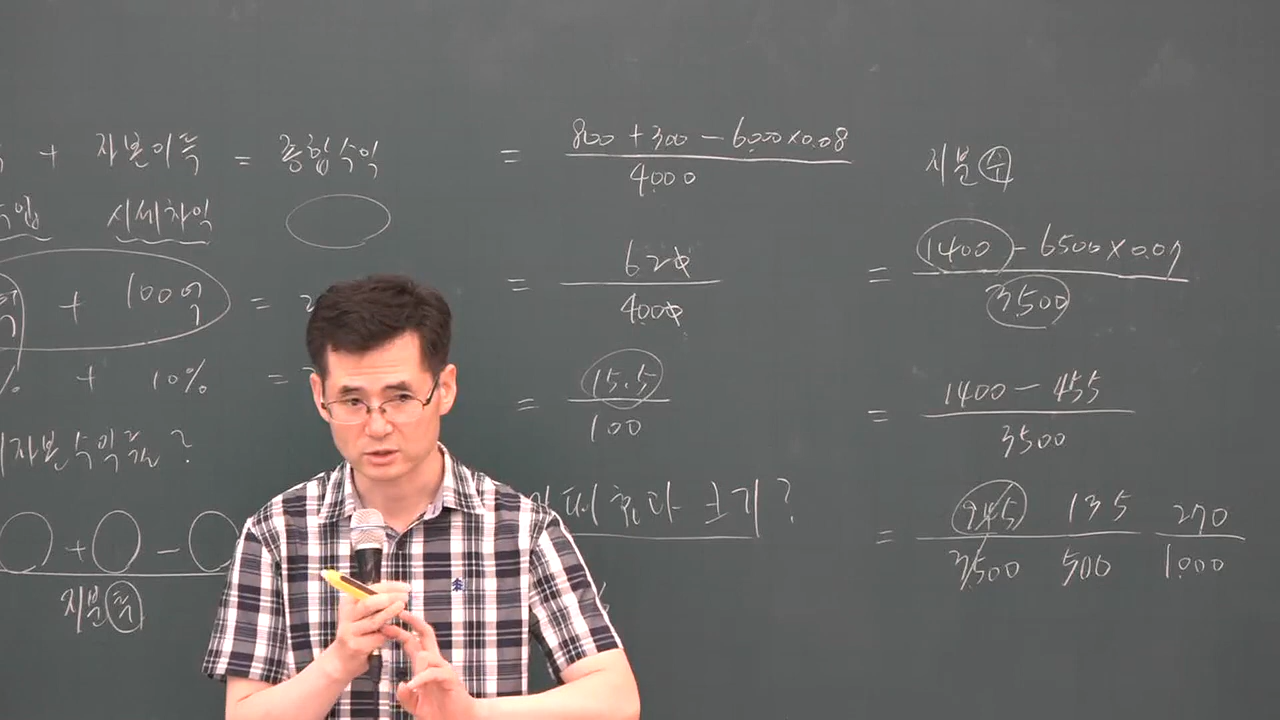 + 자본이득 = 종합수익
시세차익
+ 100억 =
% + 10% =
자본수익률?
+ -
지분
= 800 + 300 - 6000×0.08
4000
= 620
4000
= 15.5
100
크기?
지분
= 1400 - 6500×0.07
3500
= 1400 - 455
3500
= 945 135 270
3500 500 1000